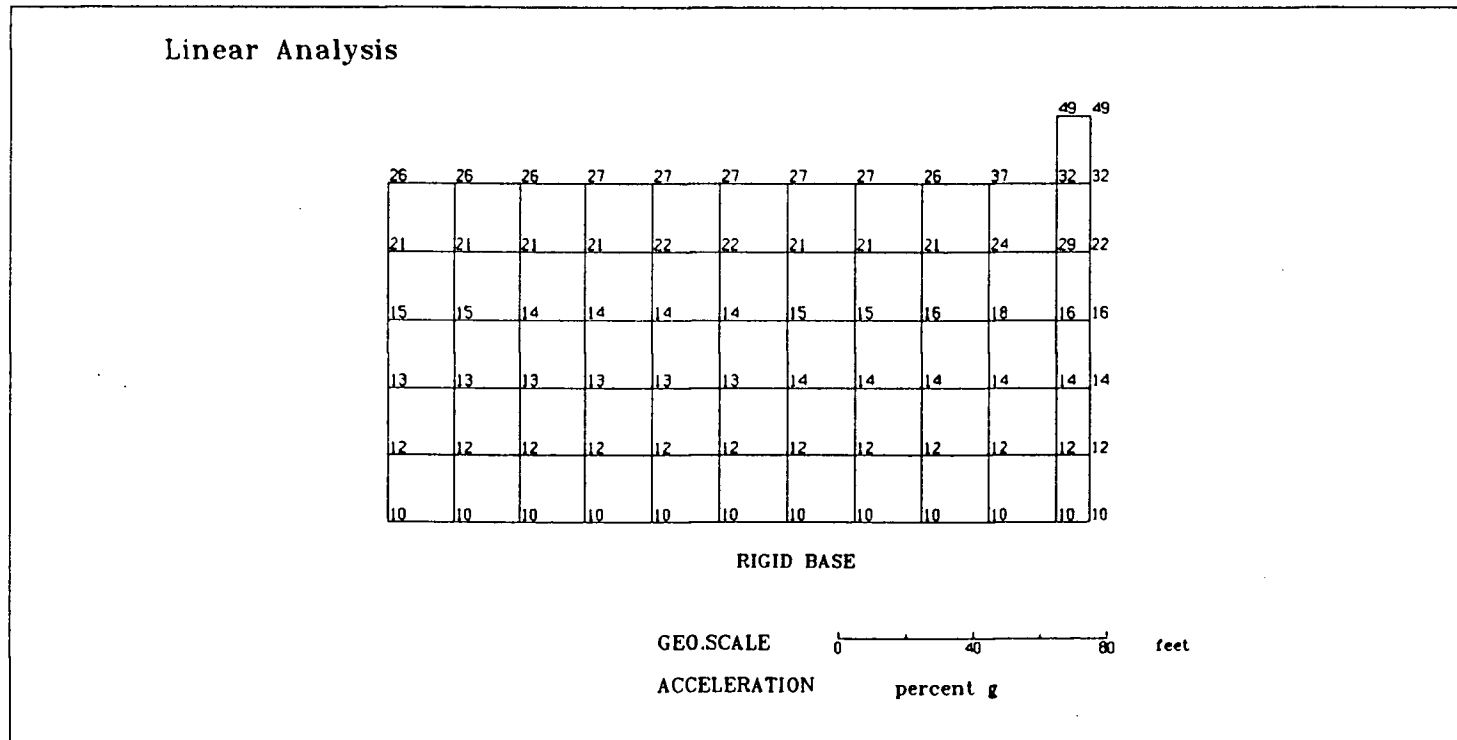 Linear Analysis
49 49
26 26 26 27 27 27 27 27 26 37 32 32
21 21 21 21 22 22 21 21 21 24 29 22
15 15 14 14 14 14 15 15 16 18 16 16
13 13 13 13 13 13 14 14 14 14 14 14
12 12 12 12 12 12 12 12 12 12 12 12
10 10 10 10 10 10 10 10 10 10 10 10
RIGID BASE
GEO.SCALE 0 40 80 feet
ACCELERATION percent g